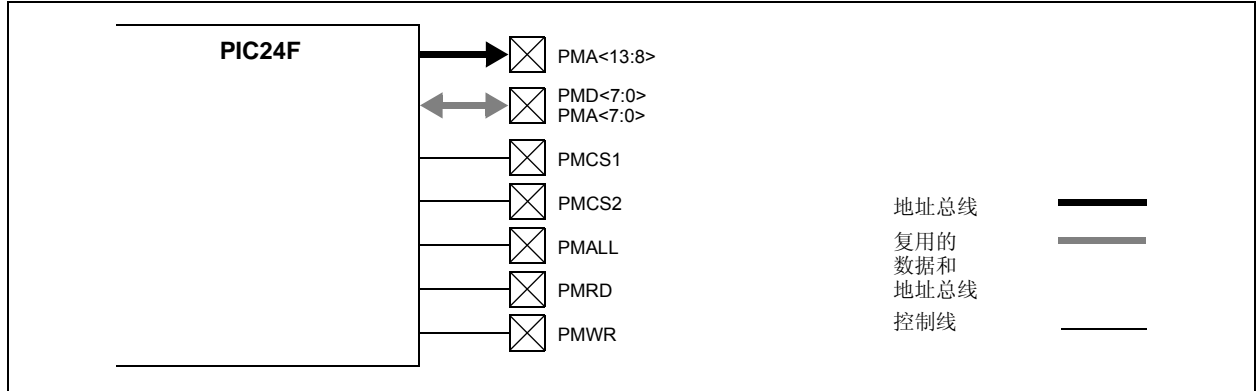 PIC24F
PMA<13:8>
PMD<7:0>
PMA<7:0>
PMCS1
PMCS2
PMALL
PMRD
PMWR
地址总线
复用的
数据和
地址总线
控制线